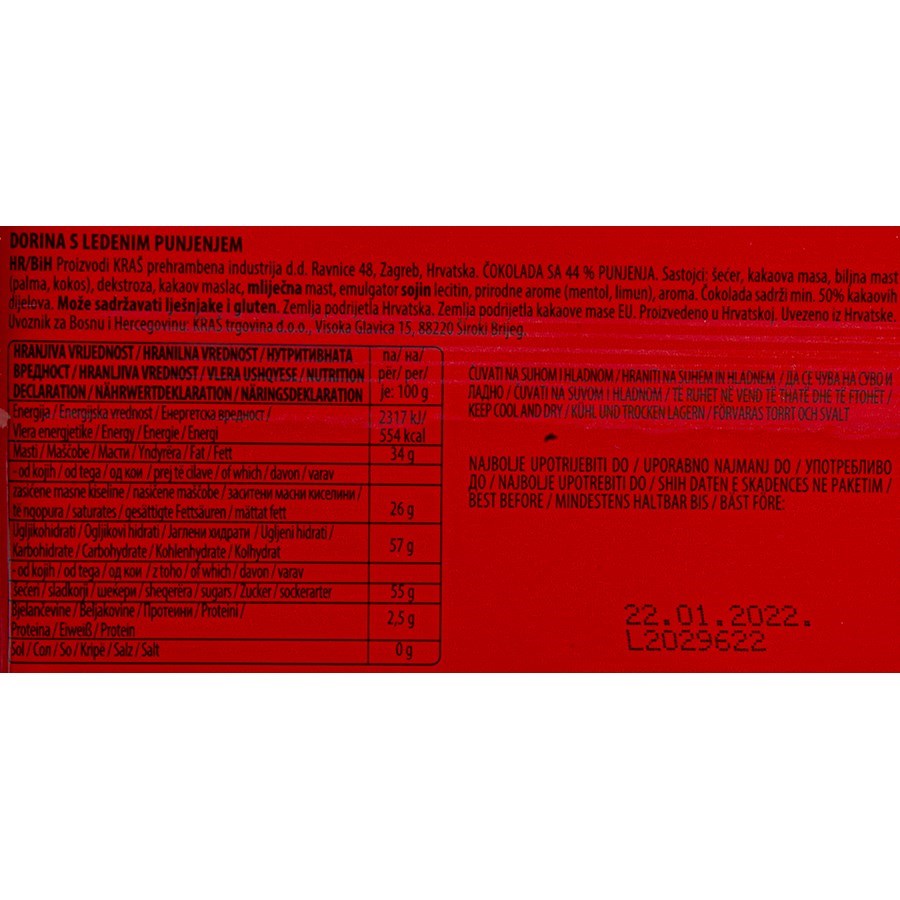 DORINA S LEDENIM PUNJENJEM
HR/BiH Proizvodi KRAŠ prehrambena industrija d.d. Ravnice 48, Zagreb, Hrvatska. ČOKOLADA SA 44 % PUNJENJA. Sastojci: šećer, kakaova masa, biljna mast
(palma, kokos), dekstroza, kakaov maslac, mliječna mast, emulgator sojin lecitin, prirodne arome (mentol, limun), aroma. Čokolada sadrži min. 50% kakaovih
dijelova. Može sadržavati lješnjake i gluten. Zemlja podrijetla Hrvatska. Zemlja podrijetla kakaove mase EU. Proizvedeno u Hrvatskoj. Uvezeno iz Hrvatske.
Uvoznik za Bosnu i Hercegovinu: KRAŠ trgovina d.o.o., Visoka Glavica 15, 88220 Široki Brijeg.
HRANJIVA VRIJEDNOST / HRANILNA VREDNOST / НУТРИТИВНАТА
ВРЕДНОСТ / HRANLJIVA VREDNOST / VLERA USHQYESE / NUTRITION
DECLARATION / NÄHRWERTDEKLARATION / NÄRINGSDEKLARATION
na/ на/
për/ per/
je: 100 g
Energija / Energijska vrednost / Енергетска вредност /
Vlera energjetike / Energy / Energie / Energi
2317 kJ/
554 kcal
Masti / Maščobe / Масти / Yndyrëra / Fat / Fett
34 g
- od kojih / od tega / од кои / prej të cilave / of which / davon / varav
zasićene masne kiseline / nasičene maščobe / заситени масни киселини /
të ngopura / saturates / gesättigte Fettsäuren / mättat fett
26 g
Ugljikohidrati / Ogljikovi hidrati / Јаглени хидрати / Ugljeni hidrati /
Karbohidrate / Carbohydrate / Kohlenhydrate / Kolhydrat
57 g
- od kojih / od tega / од кои / z toho / of which / davon / varav
Šećeri / sladkorji / шеќери / sheqerëra / sugars / Zucker / sockerarter
55 g
Bjelančevine / Beljakovine / Протеини / Proteini /
Proteina / Eiweiß / Protein
2,5 g
Sol / Сол / So / Kripë / Salz / Salt
0 g
ČUVATI NA SUHOM I HLADNOM / HRANITI NA SUHEM IN HLADNEM / ДА СЕ ЧУВА НА СУВО И
ЛАДНО / ČUVATI NA SUVOM I HLADNOM / TË RUHET NË VEND TË THATË DHE TË FTOHËT /
KEEP COOL AND DRY / KÜHL UND TROCKEN LAGERN / FÖRVARAS TORRT OCH SVALT
NAJBOLJE UPOTRIJEBITI DO / UPORABNO NAJMANJ DO / УПОТРЕБЛИВО
ДО / NAJBOLJE UPOTREBITI DO / SHIH DATEN E SKADENCES NE PAKETIM /
BEST BEFORE / MINDESTENS HALTBAR BIS / BÄST FÖRE:
22.01.2022.
L2029622